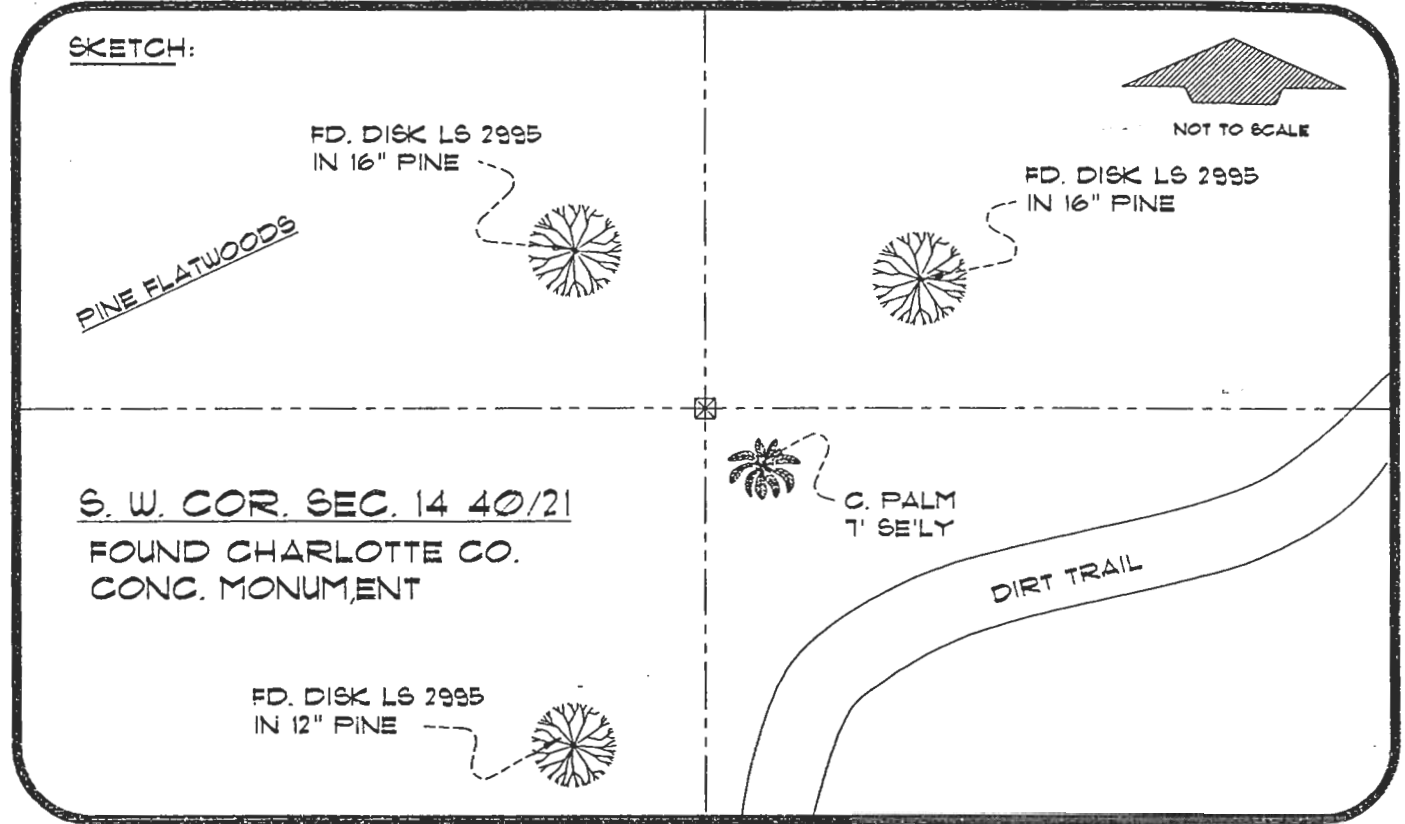 SKETCH:
NOT TO SCALE
FD. DISK LS 2995
IN 16" PINE
FD. DISK LS 2995
IN 16" PINE
PINE FLATWOODS
S. W. COR. SEC. 14 40/21
FOUND CHARLOTTE CO.
CONC. MONUM,ENT
C. PALM
7' SE'LY
DIRT TRAIL
FD. DISK LS 2995
IN 12" PINE